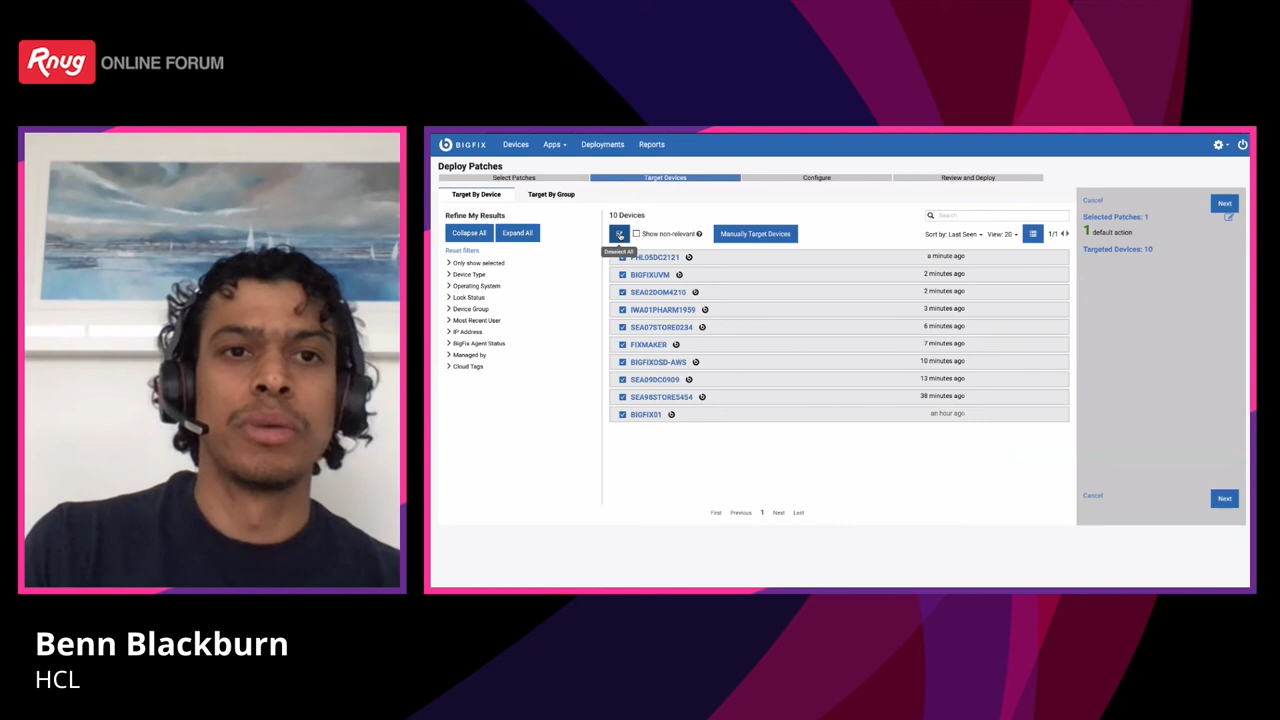 Rnug ONLINE FORUM
BIGFIX Devices Apps Deployments Reports
Deploy Patches
Select Patches Target Devices Configure Review and Deploy
Target By Device Target By Group
Refine My Results
Collapse All Expand All
Reset filters
Only show selected
Device Type
Operating System
Lock Status
Device Group
Most Recent User
IP Address
BigFix Agent Status
Managed by
Cloud Tags
10 Devices
Search
Show non-relevant Manually Target Devices Sort by: Last Seen View: 20 1/1
Deselect All
PHL05DC2121 a minute ago
BIGFIXUVM 2 minutes ago
SEA02DOM4210 2 minutes ago
IWA01PHARM1959 3 minutes ago
SEA07STORE0234 6 minutes ago
FIXMAKER 7 minutes ago
BIGFIXOSD-AWS 10 minutes ago
SEA09DC0909 13 minutes ago
SEA98STORE5454 38 minutes ago
BIGFIX01 an hour ago
First Previous 1 Next Last
Cancel Next
Selected Patches: 1
1 default action
Targeted Devices: 10
Cancel Next
Benn Blackburn
HCL